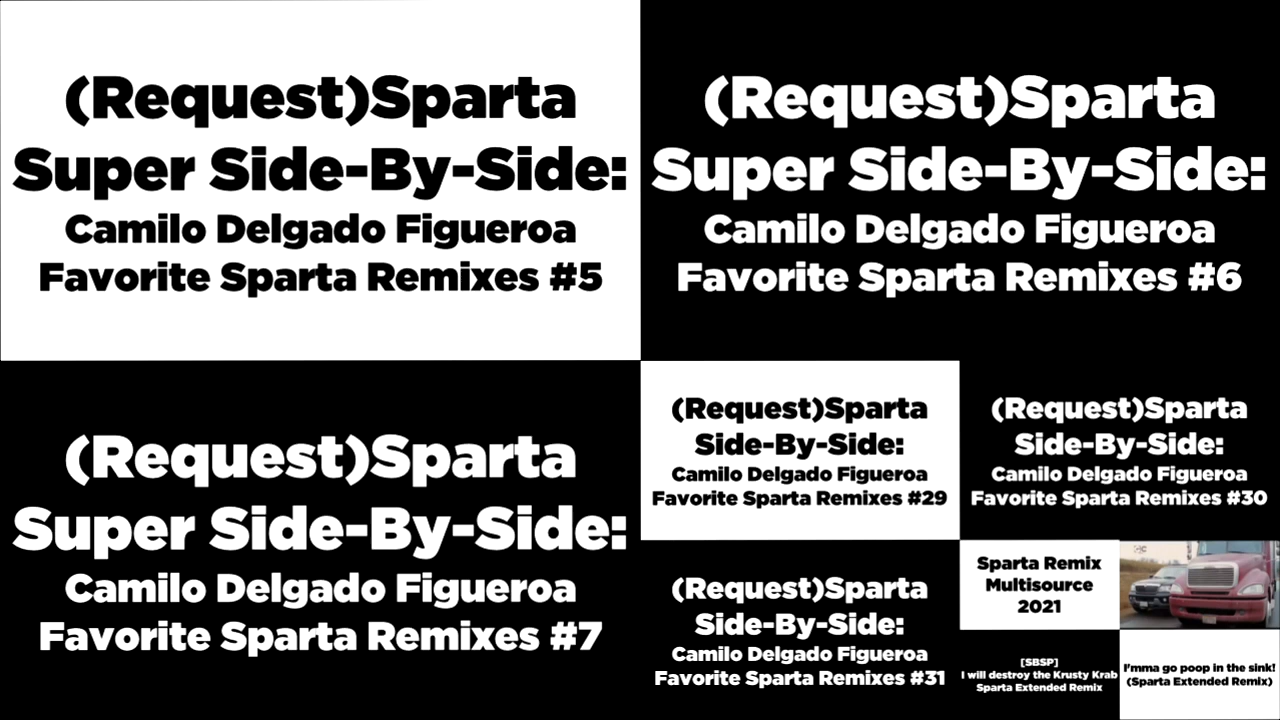 (Request)Sparta
Super Side-By-Side:
Camilo Delgado Figueroa
Favorite Sparta Remixes #5
(Request)Sparta
Super Side-By-Side:
Camilo Delgado Figueroa
Favorite Sparta Remixes #6
(Request)Sparta
Super Side-By-Side:
Camilo Delgado Figueroa
Favorite Sparta Remixes #7
(Request)Sparta
Side-By-Side:
Camilo Delgado Figueroa
Favorite Sparta Remixes #29
(Request)Sparta
Side-By-Side:
Camilo Delgado Figueroa
Favorite Sparta Remixes #30
(Request)Sparta
Side-By-Side:
Camilo Delgado Figueroa
Favorite Sparta Remixes #31
Sparta Remix
Multisource
2021
[SBSP]
I will destroy the Krusty Krab
Sparta Extended Remix
I'mma go poop in the sink!
(Sparta Extended Remix)